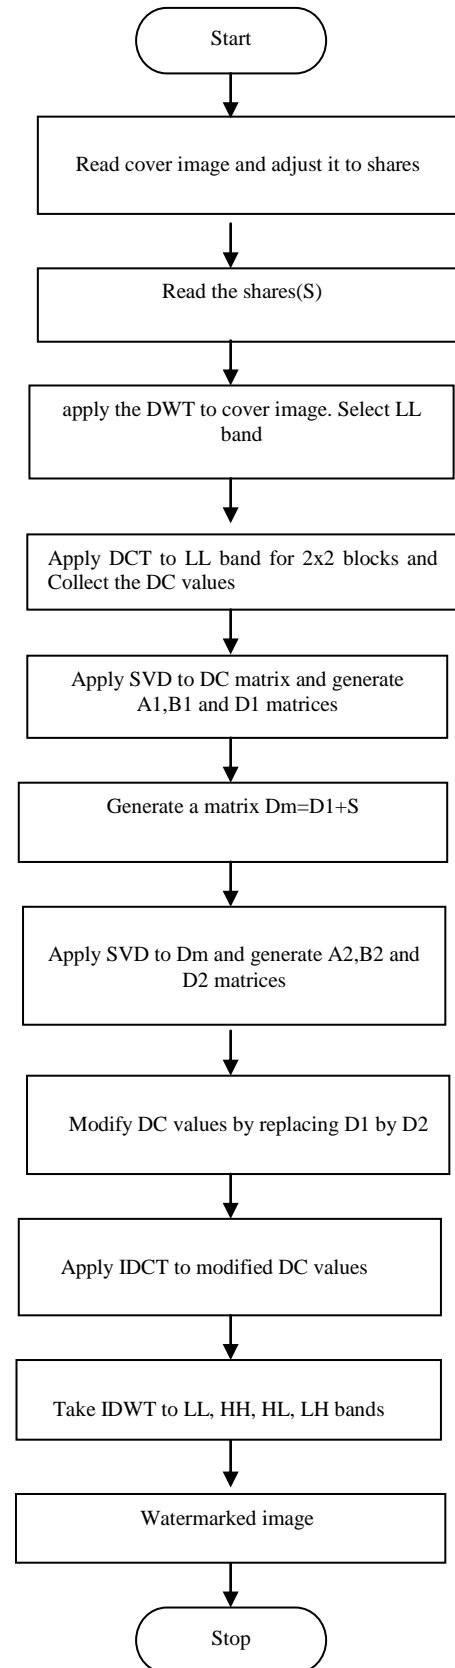 Start
Read cover image and adjust it to shares
Read the shares(S)
apply the DWT to cover image. Select LL
band
Apply DCT to LL band for 2x2 blocks and
Collect the DC values
Apply SVD to DC matrix and generate
A1,B1 and D1 matrices
Generate a matrix Dm=D1+S
Apply SVD to Dm and generate A2,B2 and
D2 matrices
Modify DC values by replacing D1 by D2
Apply IDCT to modified DC values
Take IDWT to LL, HH, HL, LH bands
Watermarked image
Stop